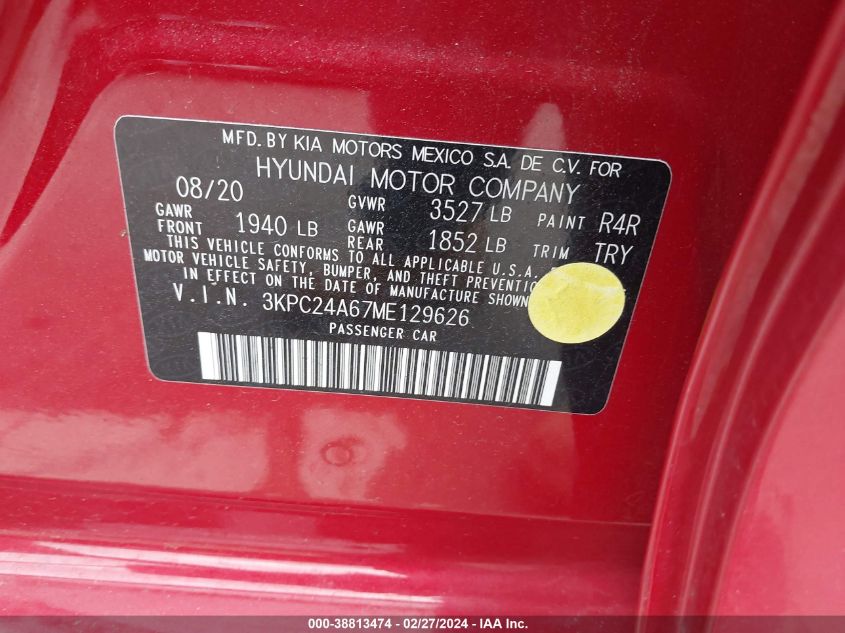 MFD. BY KIA MOTORS MEXICO S.A. DE C.V. FOR
HYUNDAI MOTOR COMPANY
08/20 GVWR 3527 LB PAINT R4R
GAWR FRONT 1940 LB GAWR REAR 1852 LB TRIM TRY
THIS VEHICLE CONFORMS TO ALL APPLICABLE U.S.A.
MOTOR VEHICLE SAFETY, BUMPER, AND THEFT PREVENTIO
IN EFFECT ON THE DATE OF MANUFACTURE SHOWN
V.I.N. 3KPC24A67ME129626
PASSENGER CAR
000-38813474 - 02/27/2024 - IAA Inc.